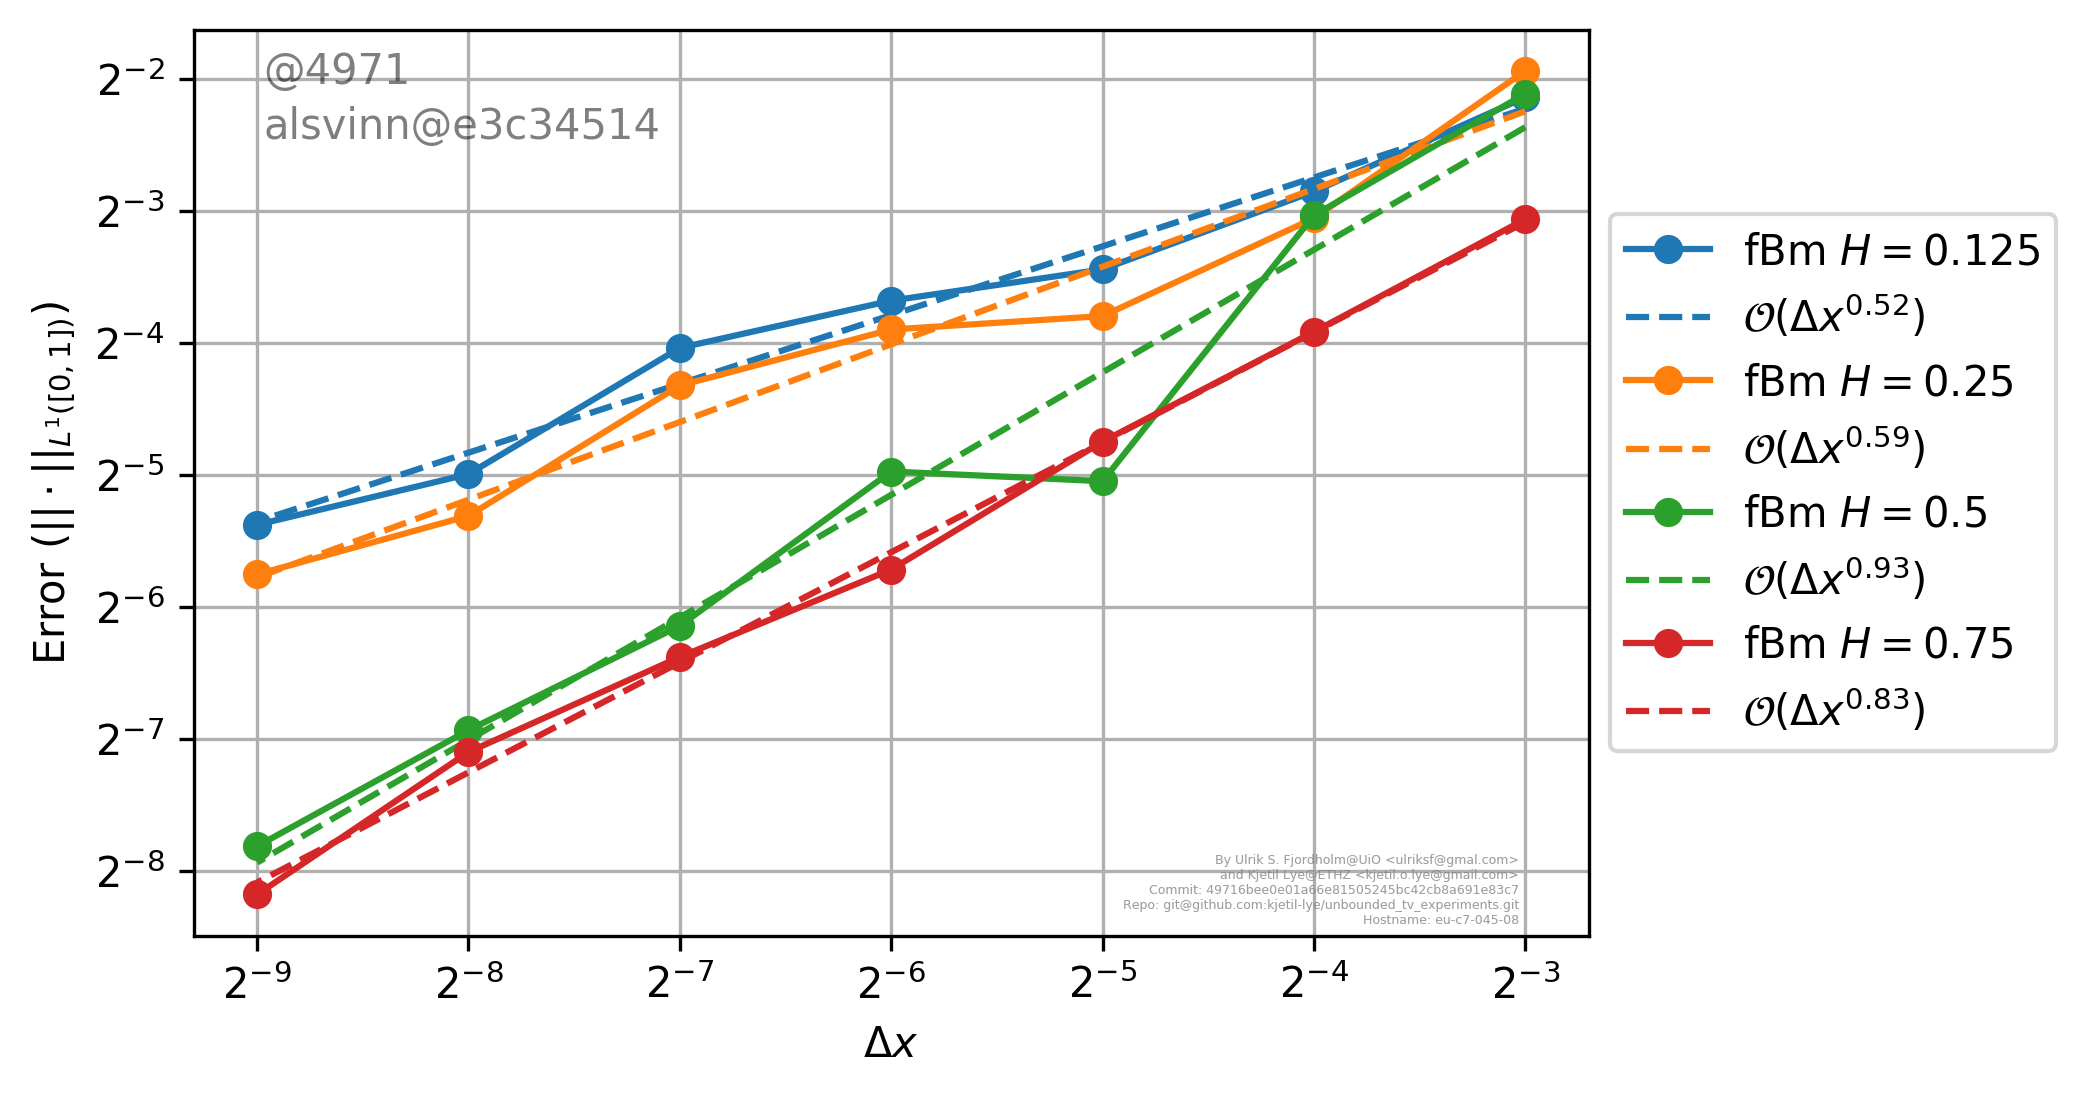 @4971
alsvinn@e3c34514
2⁻²
2⁻³
2⁻⁴
2⁻⁵
2⁻⁶
2⁻⁷
2⁻⁸
Error (|| · ||_{L¹([0, 1])})
2⁻⁹
2⁻⁸
2⁻⁷
2⁻⁶
2⁻⁵
2⁻⁴
2⁻³
Δx
fBm H = 0.125
𝒪(Δx^{0.52})
fBm H = 0.25
𝒪(Δx^{0.59})
fBm H = 0.5
𝒪(Δx^{0.93})
fBm H = 0.75
𝒪(Δx^{0.83})
By Ulrik S. Fjordholm@UiO <ulriksf@gmal.com>
and Kjetil Lye@ETHZ <kjetil.o.lye@gmail.com>
Commit: 49716bee0e01a66e81505245bc42cb8a691e83c7
Repo: git@github.com:kjetil-lye/unbounded_tv_experiments.git
Hostname: eu-c7-045-08